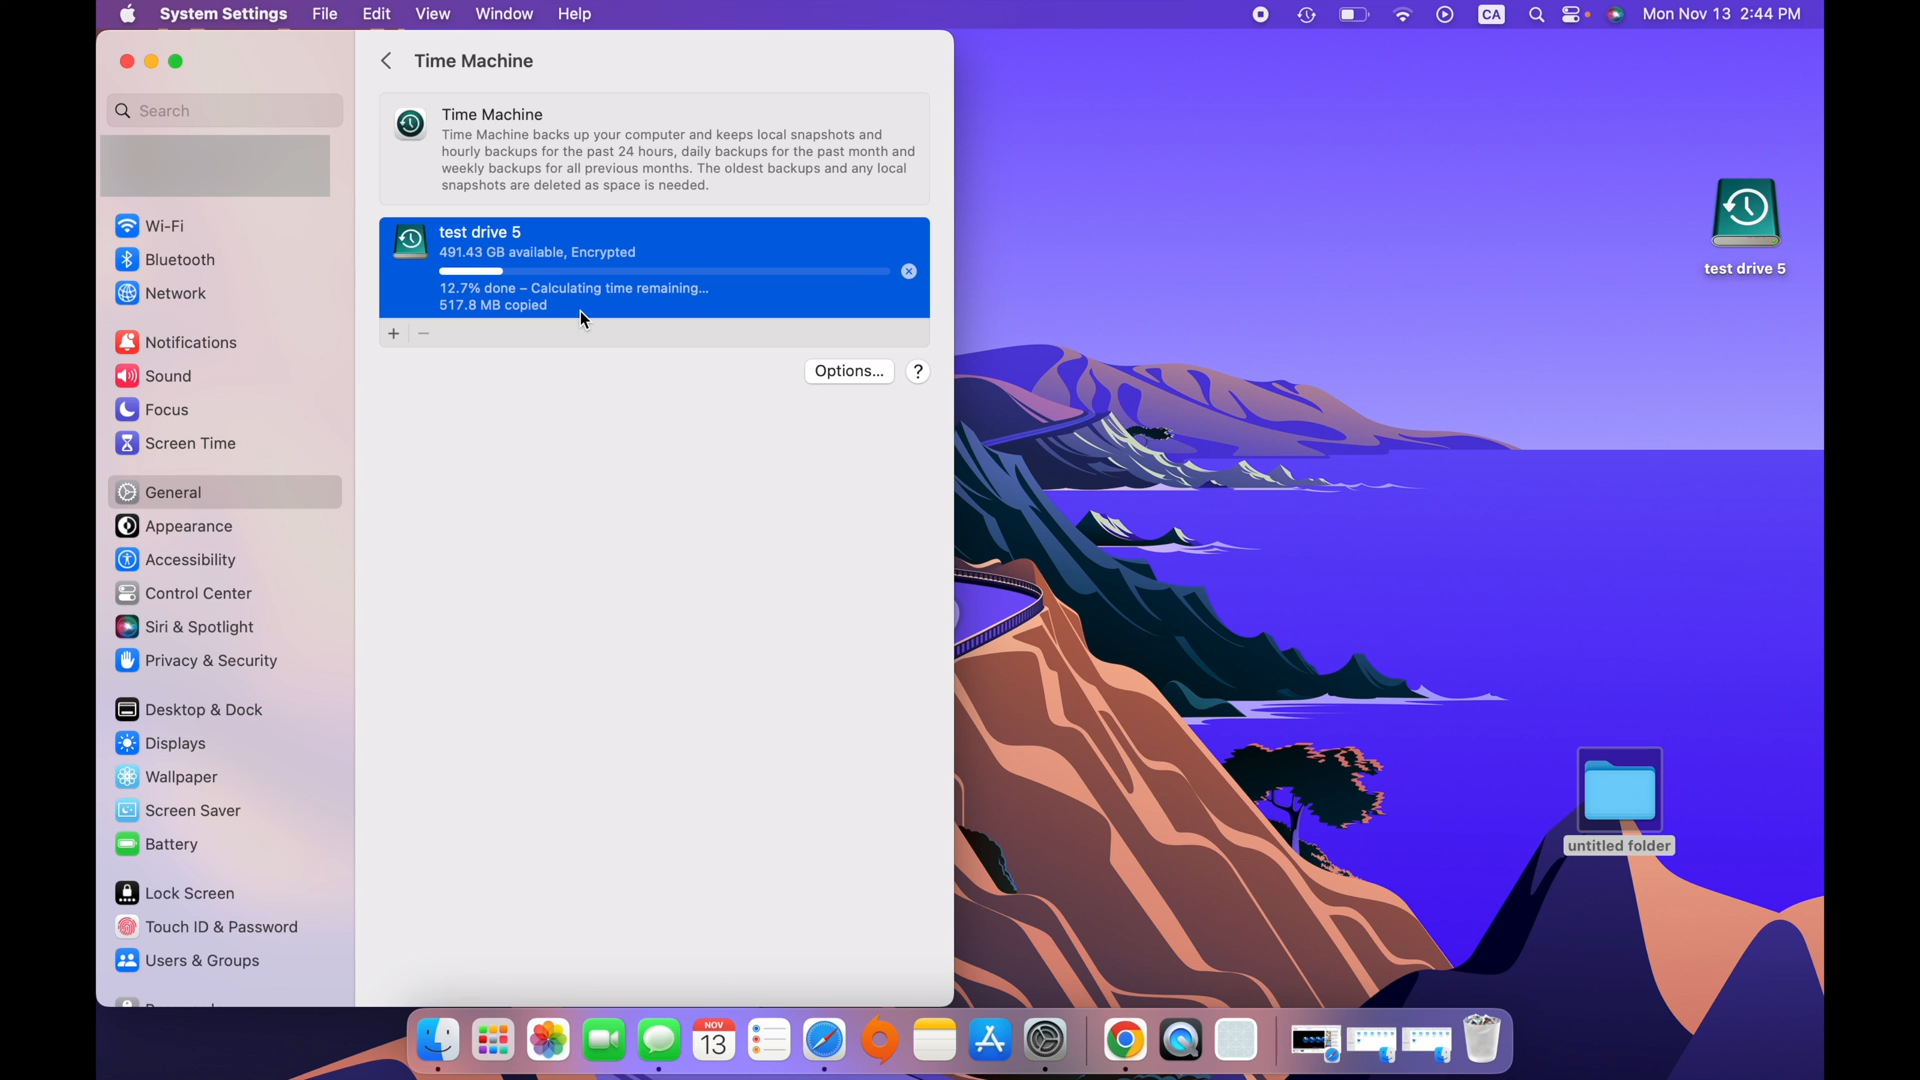 System Settings File Edit View Window Help
CA Mon Nov 13 2:44 PM
Search
Wi-Fi
Bluetooth
Network
Notifications
Sound
Focus
Screen Time
General
Appearance
Accessibility
Control Center
Siri & Spotlight
Privacy & Security
Desktop & Dock
Displays
Wallpaper
Screen Saver
Battery
Lock Screen
Touch ID & Password
Users & Groups
Time Machine
Time Machine
Time Machine backs up your computer and keeps local snapshots and
hourly backups for the past 24 hours, daily backups for the past month and
weekly backups for all previous months. The oldest backups and any local
snapshots are deleted as space is needed.
test drive 5
491.43 GB available, Encrypted
12.7% done – Calculating time remaining...
517.8 MB copied
+ −
Options... ?
test drive 5
untitled folder
NOV
13